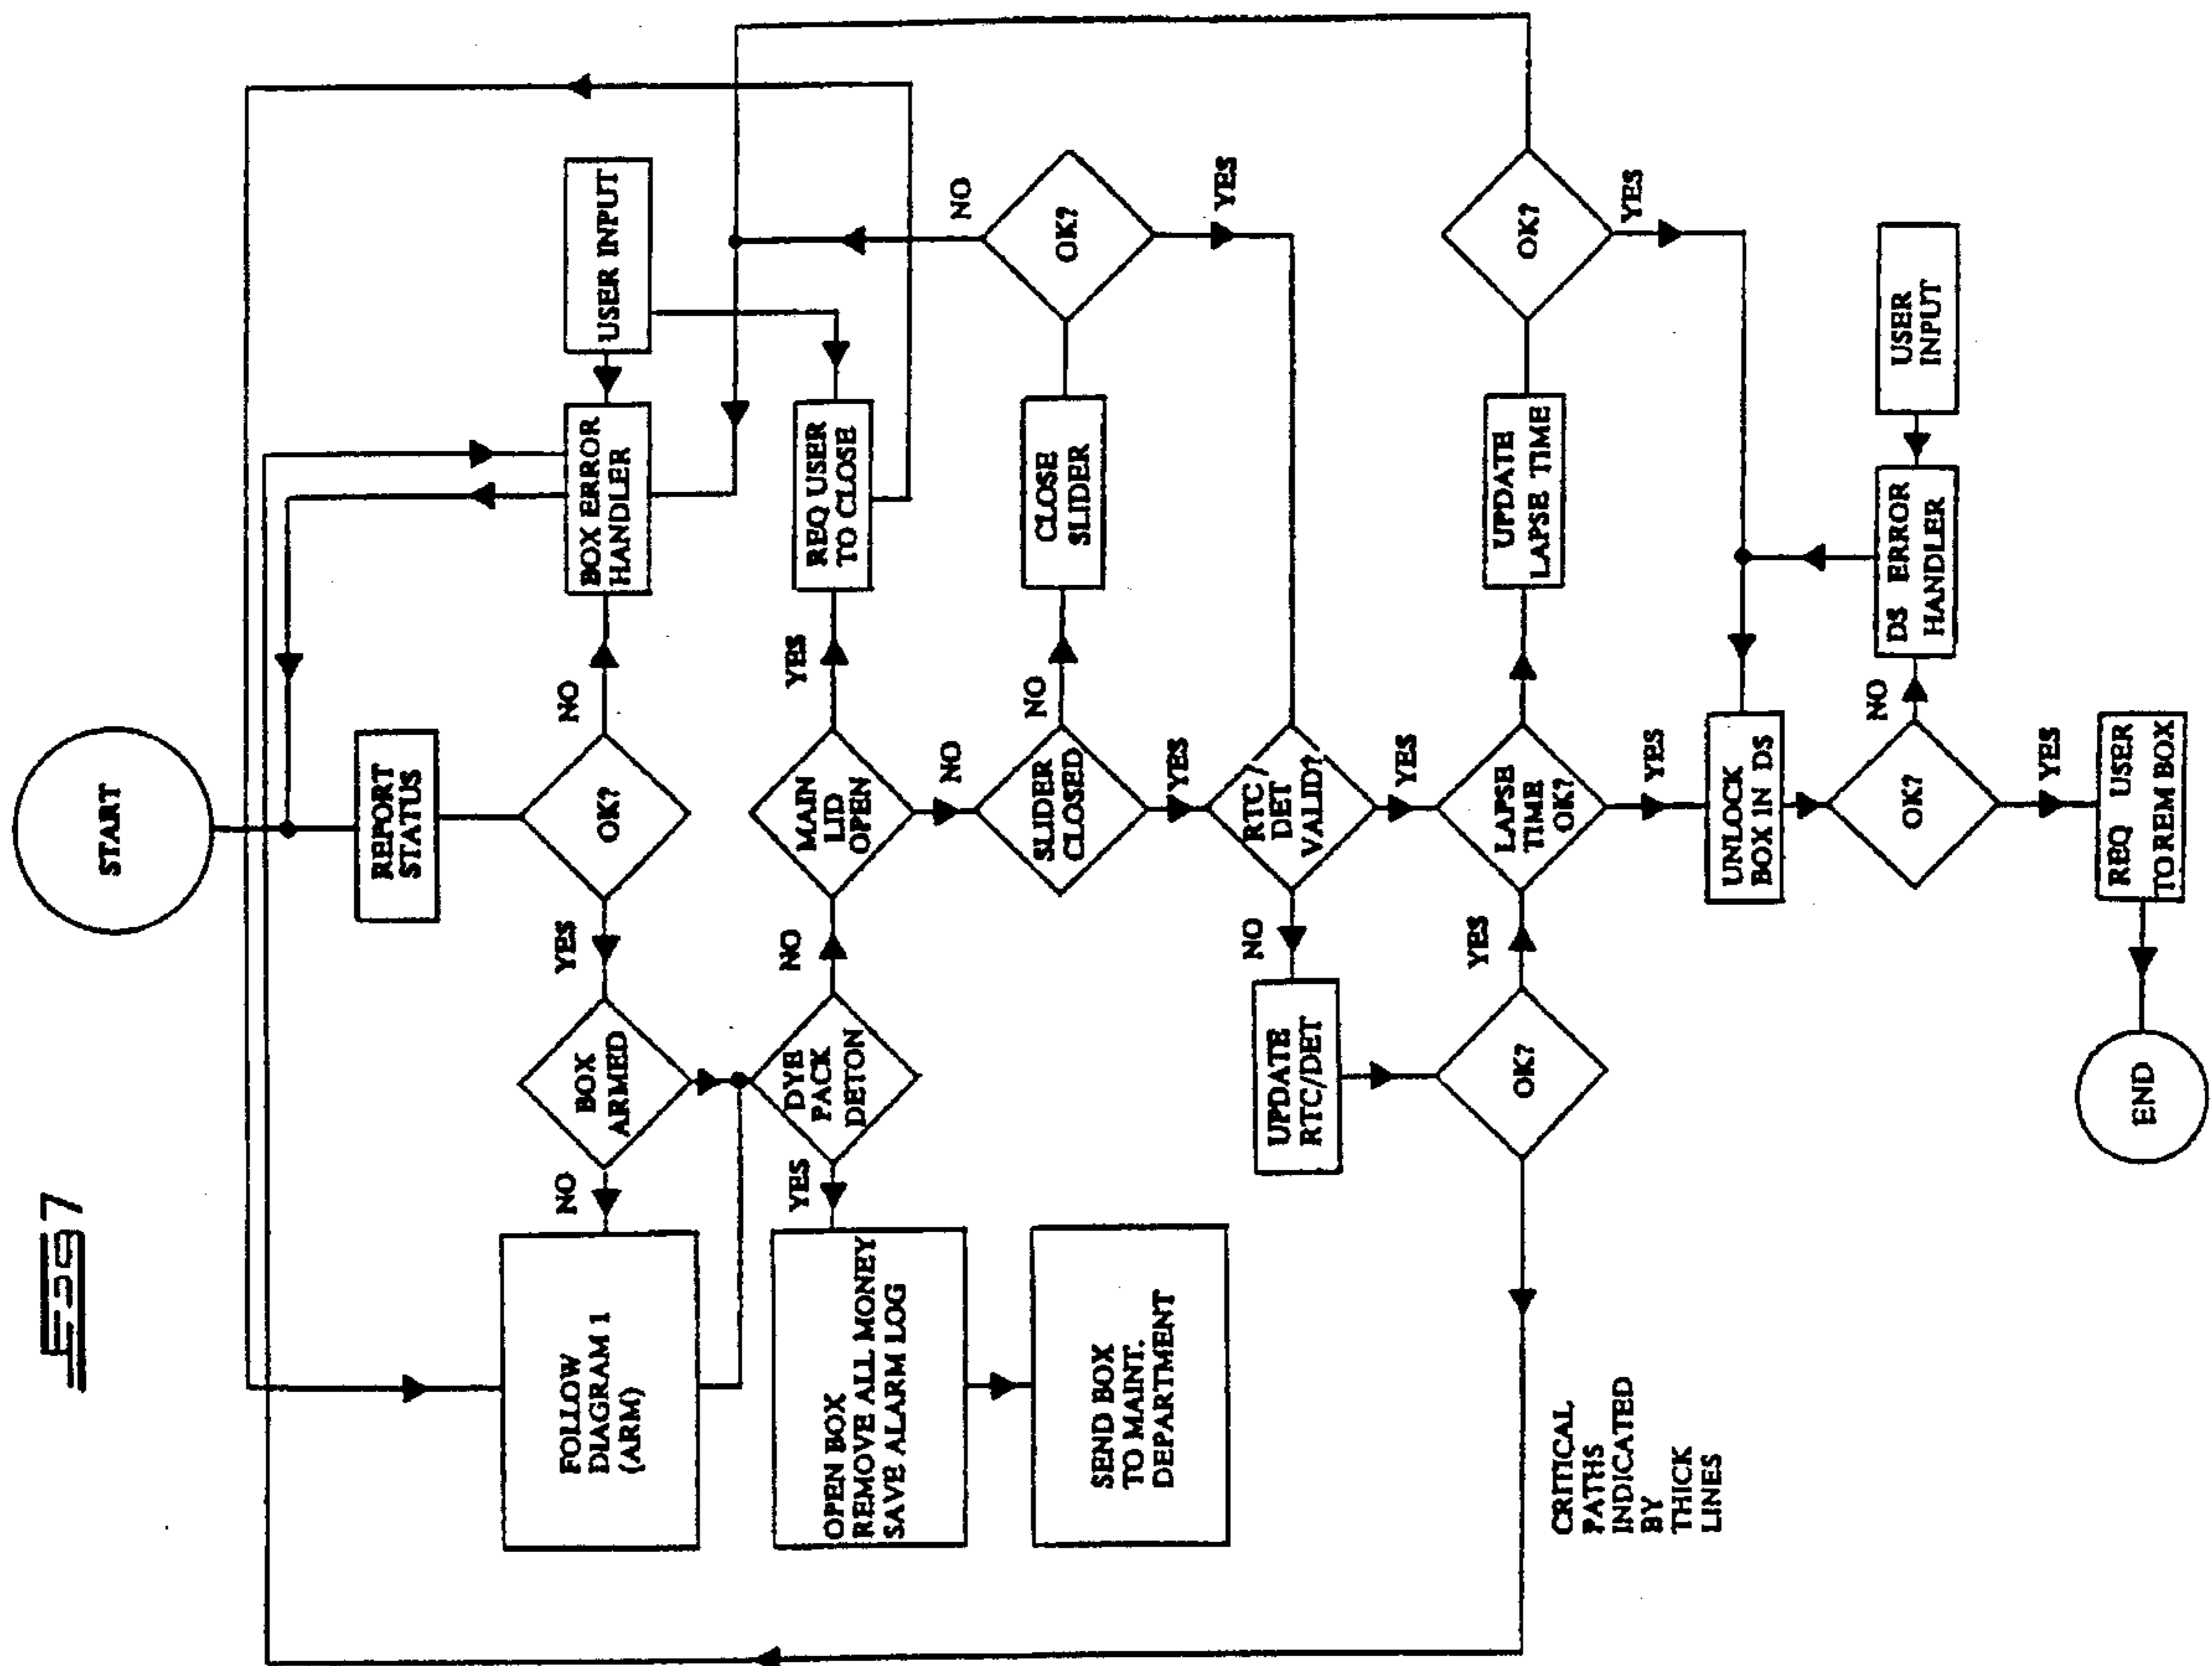 Fig 7
START
REPORT
STATUS
OK?
NO
YES
BOX ERROR
HANDLER
USER INPUT
BOX
ARMED
NO
FOLLOW
DIAGRAM 1
(ARM)
DYE
PACK
DETON
YES
NO
OPEN BOX
REMOVE ALL MONEY
SAVE ALARM LOG
SEND BOX
TO MAINT.
DEPARTMENT
MAIN
LID
OPEN
YES
NO
REQ USER
TO CLOSE
SLIDER
CLOSED
NO
YES
CLOSE
SLIDER
OK?
NO
YES
RTC/
DET
VALID?
NO
YES
UPDATE
RTC/DET
OK?
YES
LAPSE
TIME
OK?
YES
UPDATE
LAPSE TIME
OK?
YES
UNLOCK
BOX IN DS
OK?
NO
YES
DS ERROR
HANDLER
USER
INPUT
REQ USER
TO REM BOX
END
CRITICAL
PATHS
INDICATED
BY
THICK
LINES